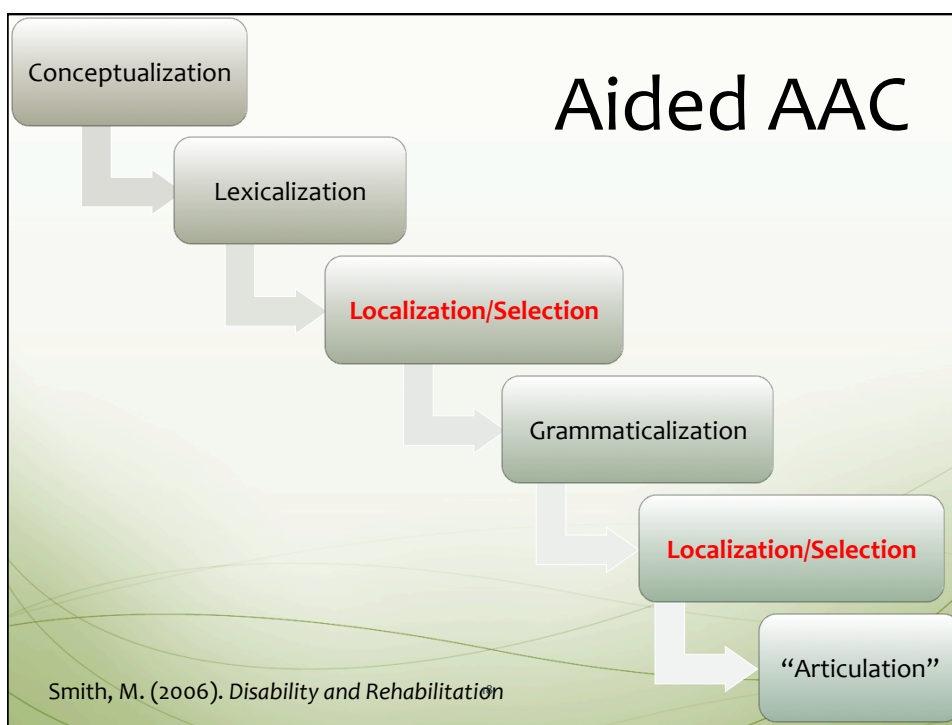 Conceptualization
Aided AAC
Lexicalization
Localization/Selection
Grammaticalization
Localization/Selection
“Articulation”
Smith, M. (2006). Disability and Rehabilitation